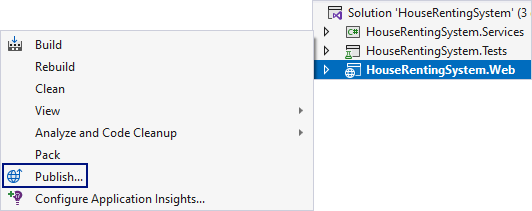 Solution 'HouseRentingSystem' (3
HouseRentingSystem.Services
HouseRentingSystem.Tests
HouseRentingSystem.Web
Build
Rebuild
Clean
View
Analyze and Code Cleanup
Pack
Publish...
Configure Application Insights...